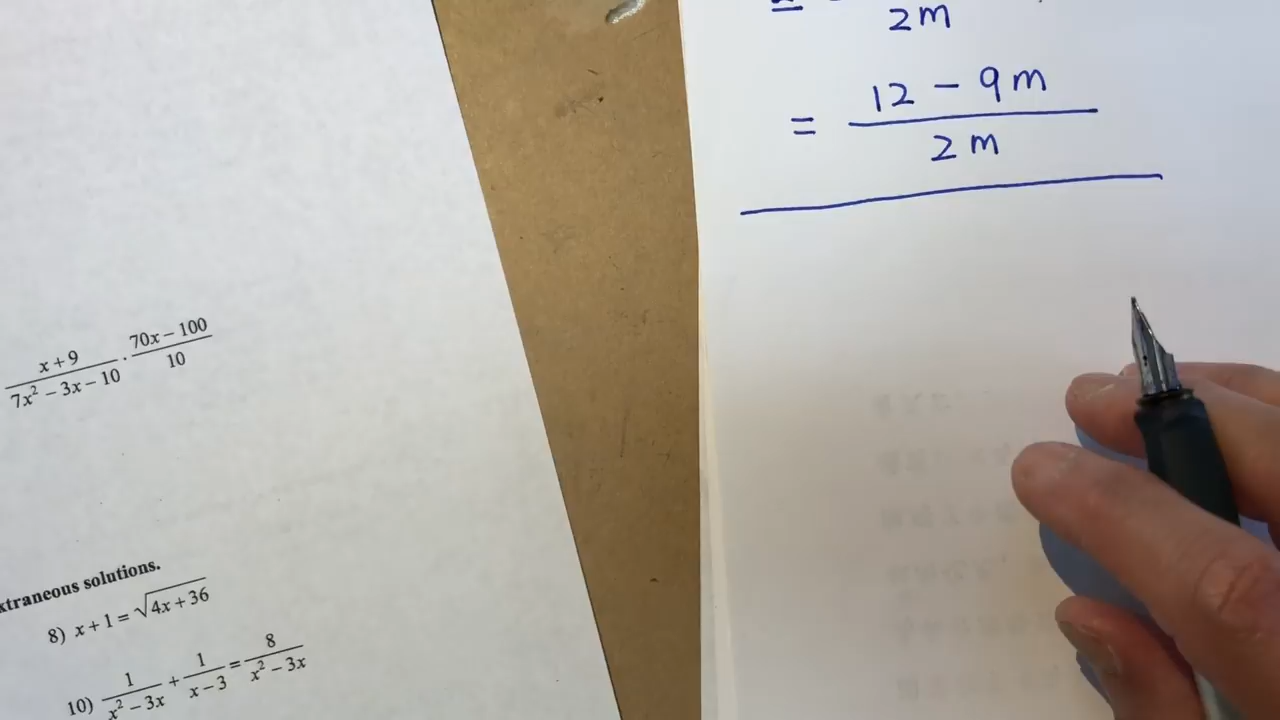 x + 9 / 7x² − 3x − 10 · 70x − 100 / 10
xtraneous solutions.
8) x + 1 = √4x + 36
10) 1 / x² − 3x + 1 / x − 3 = 8 / x² − 3x
2m
= 12 − 9m / 2m